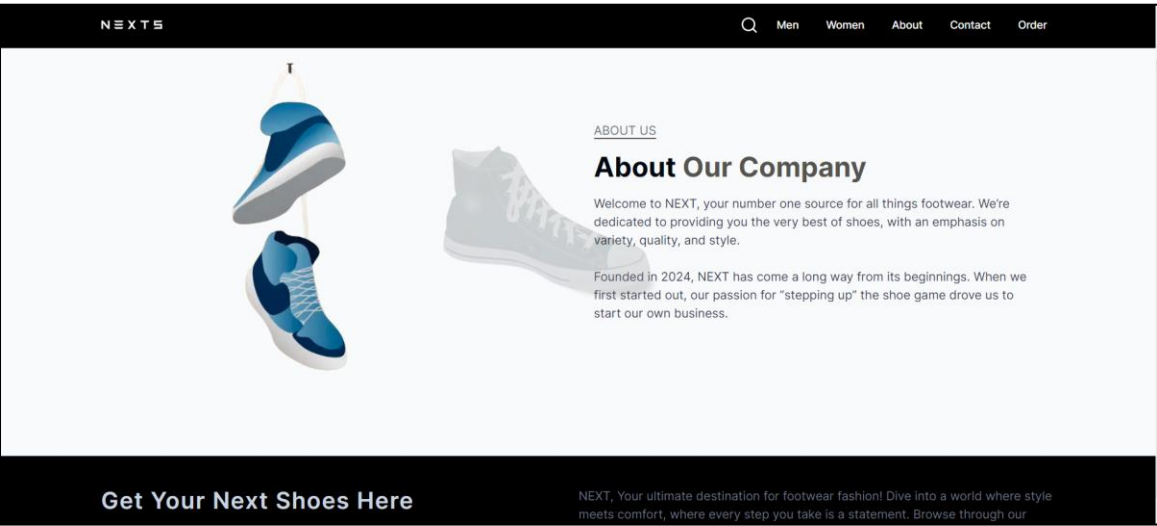 NEXTS
Men Women About Contact Order
ABOUT US
About Our Company
Welcome to NEXT, your number one source for all things footwear. We're
dedicated to providing you the very best of shoes, with an emphasis on
variety, quality, and style.
Founded in 2024, NEXT has come a long way from its beginnings. When we
first started out, our passion for “stepping up” the shoe game drove us to
start our own business.
Get Your Next Shoes Here
NEXT, Your ultimate destination for footwear fashion! Dive into a world where style
meets comfort, where every step you take is a statement. Browse through our